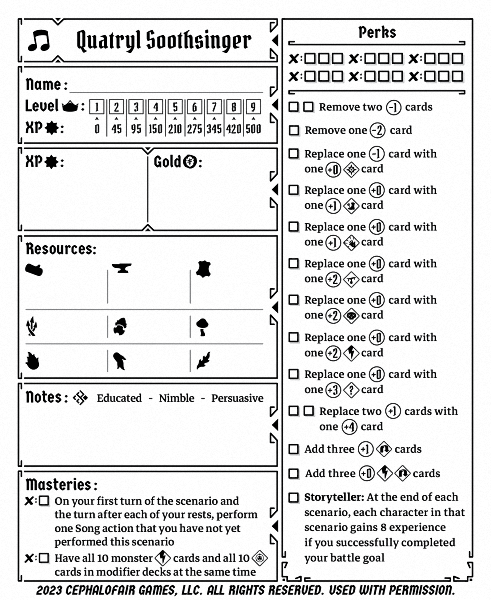 Quatryl Soothsinger
Name:
Level : 1 2 3 4 5 6 7 8 9
XP : 0 45 95 150 210 275 345 420 500
XP :
Gold :
Resources:
Notes: Educated - Nimble - Persuasive
Masteries:
On your first turn of the scenario and
the turn after each of your rests, perform
one Song action that you have not yet
performed this scenario
Have all 10 monster cards and all 10
cards in modifier decks at the same time
Perks
Remove two -1 cards
Remove one -2 card
Replace one -1 card with
one +0 card
Replace one +0 card with
one +1 card
Replace one +0 card with
one +1 card
Replace one +0 card with
one +2 card
Replace one +0 card with
one +2 card
Replace one +0 card with
one +2 card
Replace one +0 card with
one +3 ? card
Replace two +1 cards with
one +4 card
Add three +1 cards
Add three +0 cards
Storyteller: At the end of each
scenario, each character in that
scenario gains 8 experience
if you successfully completed
your battle goal
2023 CEPHALOFAIR GAMES, LLC. ALL RIGHTS RESERVED. USED WITH PERMISSION.